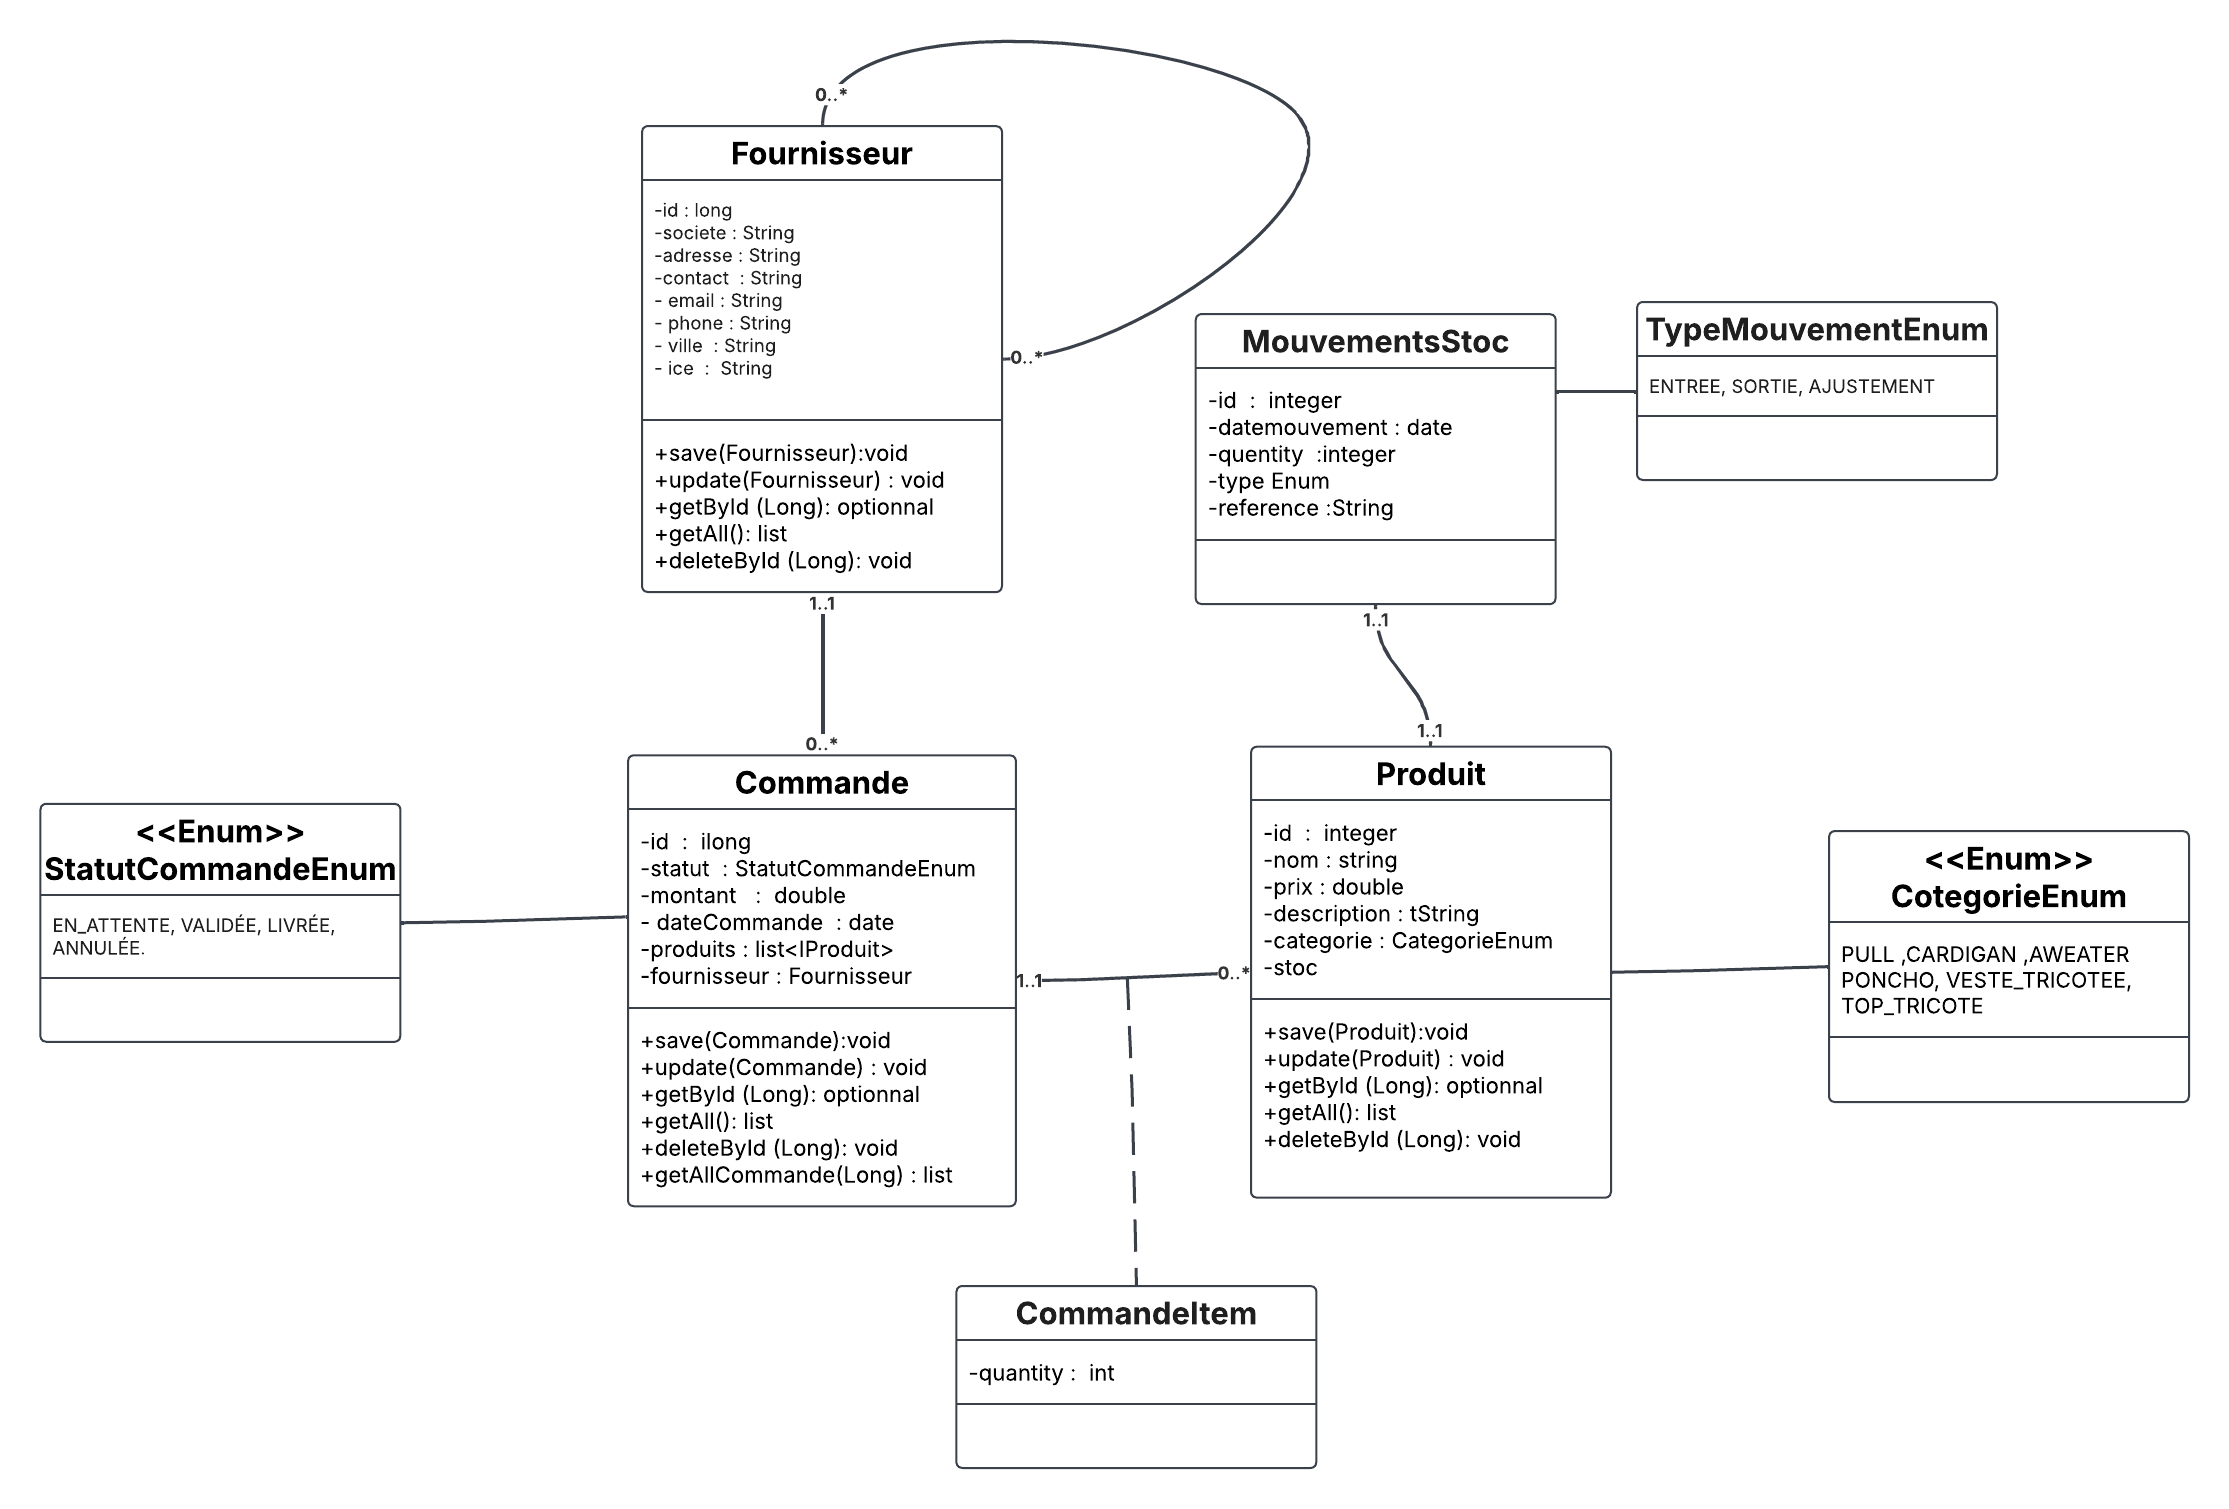 0..*
Fournisseur
-id : long
-societe : String
-adresse : String
-contact  : String
- email : String
- phone : String
- ville  : String
- ice  :  String
+save(Fournisseur):void
+update(Fournisseur) : void
+getById (Long): optionnal
+getAll(): list
+deleteById (Long): void
0..*
1..1
MouvementsStoc
-id  :  integer
-datemouvement : date
-quentity  :integer
-type Enum
-reference :String
1..1
TypeMouvementEnum
ENTREE, SORTIE, AJUSTEMENT
0..*
Commande
-id  :  ilong
-statut  : StatutCommandeEnum
-montant   :  double
- dateCommande  : date
-produits : list<IProduit>
-fournisseur : Fournisseur
+save(Commande):void
+update(Commande) : void
+getById (Long): optionnal
+getAll(): list
+deleteById (Long): void
+getAllCommande(Long) : list
<<Enum>>
StatutCommandeEnum
EN_ATTENTE, VALIDÉE, LIVRÉE,
ANNULÉE.
1..1
0..*
1..1
Produit
-id  :  integer
-nom : string
-prix : double
-description : tString
-categorie : CategorieEnum
-stoc
+save(Produit):void
+update(Produit) : void
+getById (Long): optionnal
+getAll(): list
+deleteById (Long): void
<<Enum>>
CotegorieEnum
PULL ,CARDIGAN ,AWEATER
PONCHO, VESTE_TRICOTEE,
TOP_TRICOTE
CommandeItem
-quantity :  int